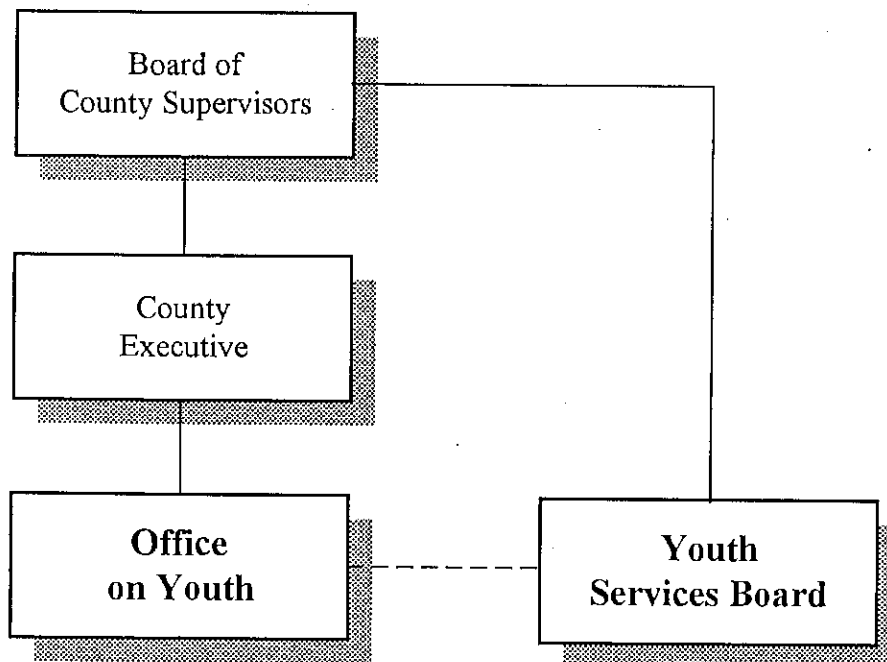 Board of
County Supervisors
County
Executive
Office
on Youth
Youth
Services Board